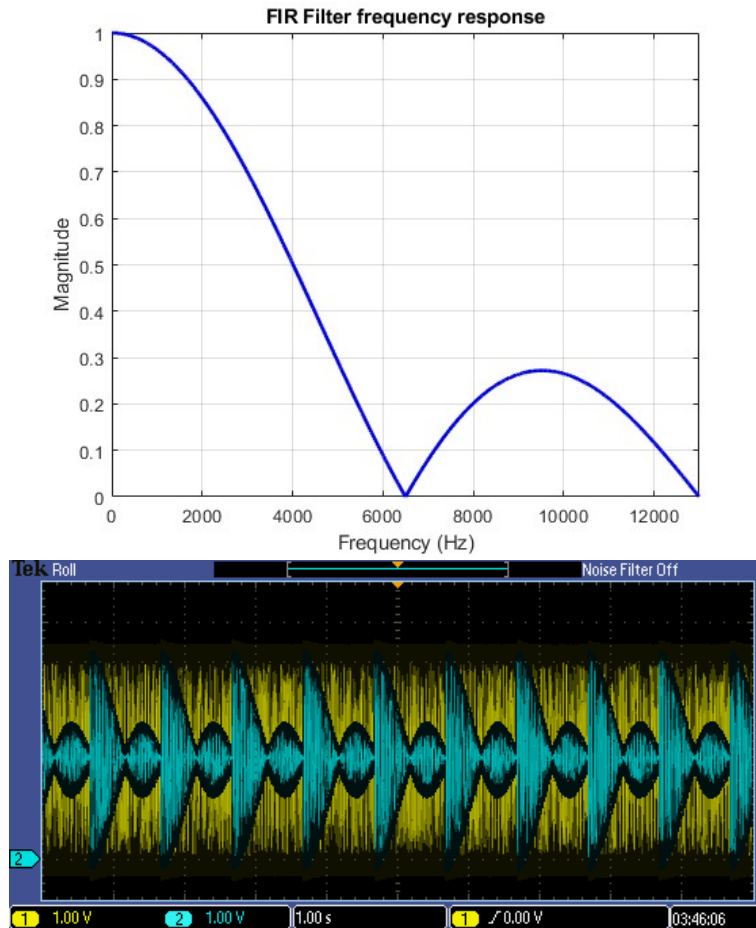 FIR Filter frequency response
1
0.9
0.8
0.7
0.6
0.5
0.4
0.3
0.2
0.1
0
Magnitude
0 2000 4000 6000 8000 10000 12000
Frequency (Hz)
Tek Roll Noise Filter Off
2
1 1.00 V 2 1.00 V 1.00 s 1 0.00 V 03:46:06